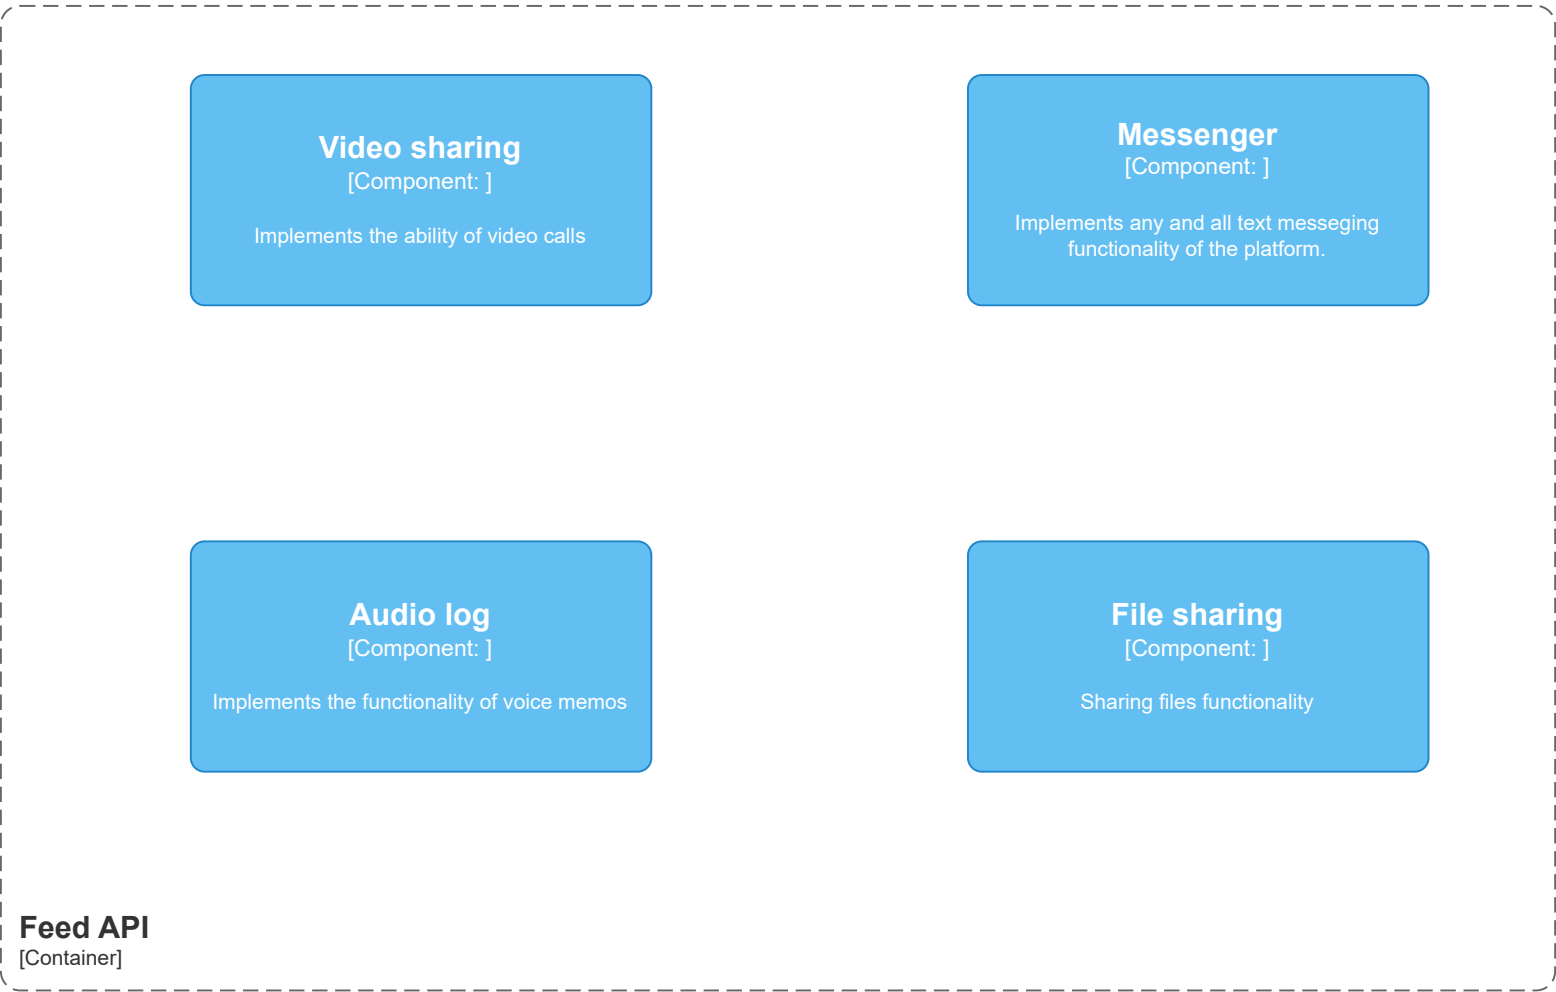 Video sharing
[Component: ]
Implements the ability of video calls
Messenger
[Component: ]
Implements any and all text messeging
functionality of the platform.
Audio log
[Component: ]
Implements the functionality of voice memos
File sharing
[Component: ]
Sharing files functionality
Feed API
[Container]